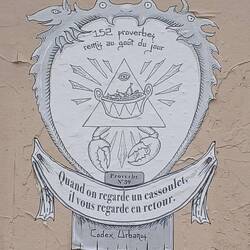 152 proverbes
remis au goût du jour
Proverbe
N°59
Quand on regarde un cassoulet,
il vous regarde en retour.
Codex Urbanus